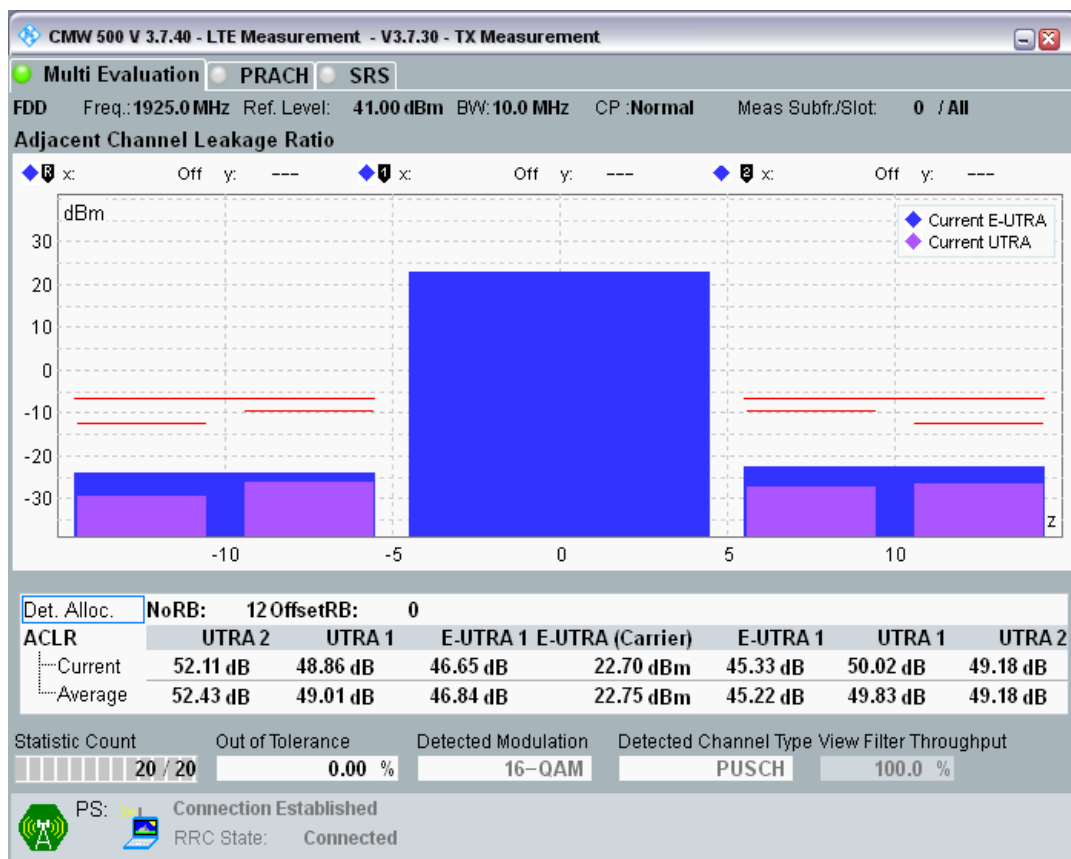 CMW 500 V 3.7.40 - LTE Measurement - V3.7.30 - TX Measurement
Multi Evaluation PRACH SRS
FDD Freq.: 1925.0 MHz Ref. Level: 41.00 dBm BW: 10.0 MHz CP :Normal Meas Subfr./Slot: 0 / All
Adjacent Channel Leakage Ratio
R x: Off y: --- 1 x: Off y: --- 2 x: Off y: ---
dBm
Current E-UTRA
Current UTRA
30
20
10
0
-10
-20
-30
z
-10 -5 0 5 10
Det. Alloc. NoRB: 12 OffsetRB: 0
ACLR UTRA 2 UTRA 1 E-UTRA 1 E-UTRA (Carrier) E-UTRA 1 UTRA 1 UTRA 2
Current 52.11 dB 48.86 dB 46.65 dB 22.70 dBm 45.33 dB 50.02 dB 49.18 dB
Average 52.43 dB 49.01 dB 46.84 dB 22.75 dBm 45.22 dB 49.83 dB 49.18 dB
Statistic Count Out of Tolerance Detected Modulation Detected Channel Type View Filter Throughput
20 / 20 0.00 % 16-QAM PUSCH 100.0 %
PS: Connection Established
RRC State: Connected